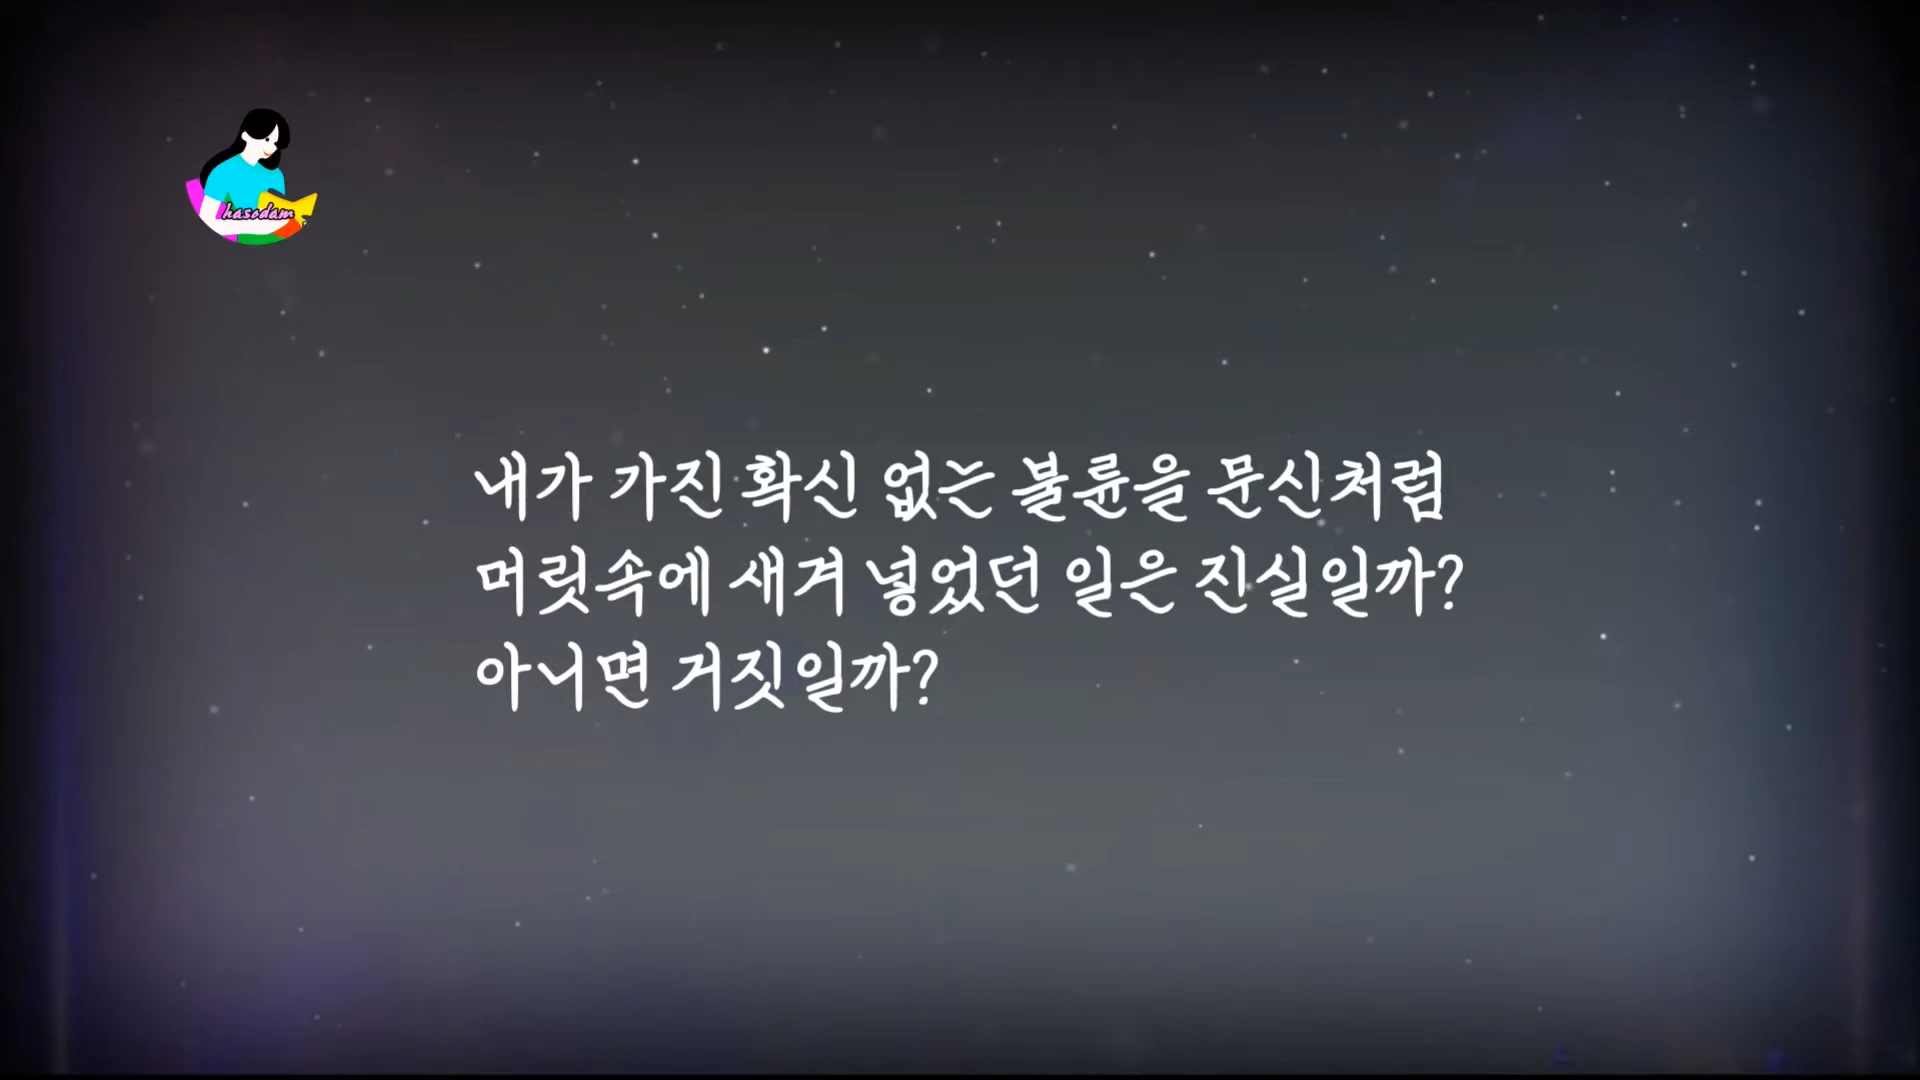 hasodam
내가 가진 확신 없는 불륜을 문신처럼
머릿속에 새겨 넣었던 일은 진실일까?
아니면 거짓일까?